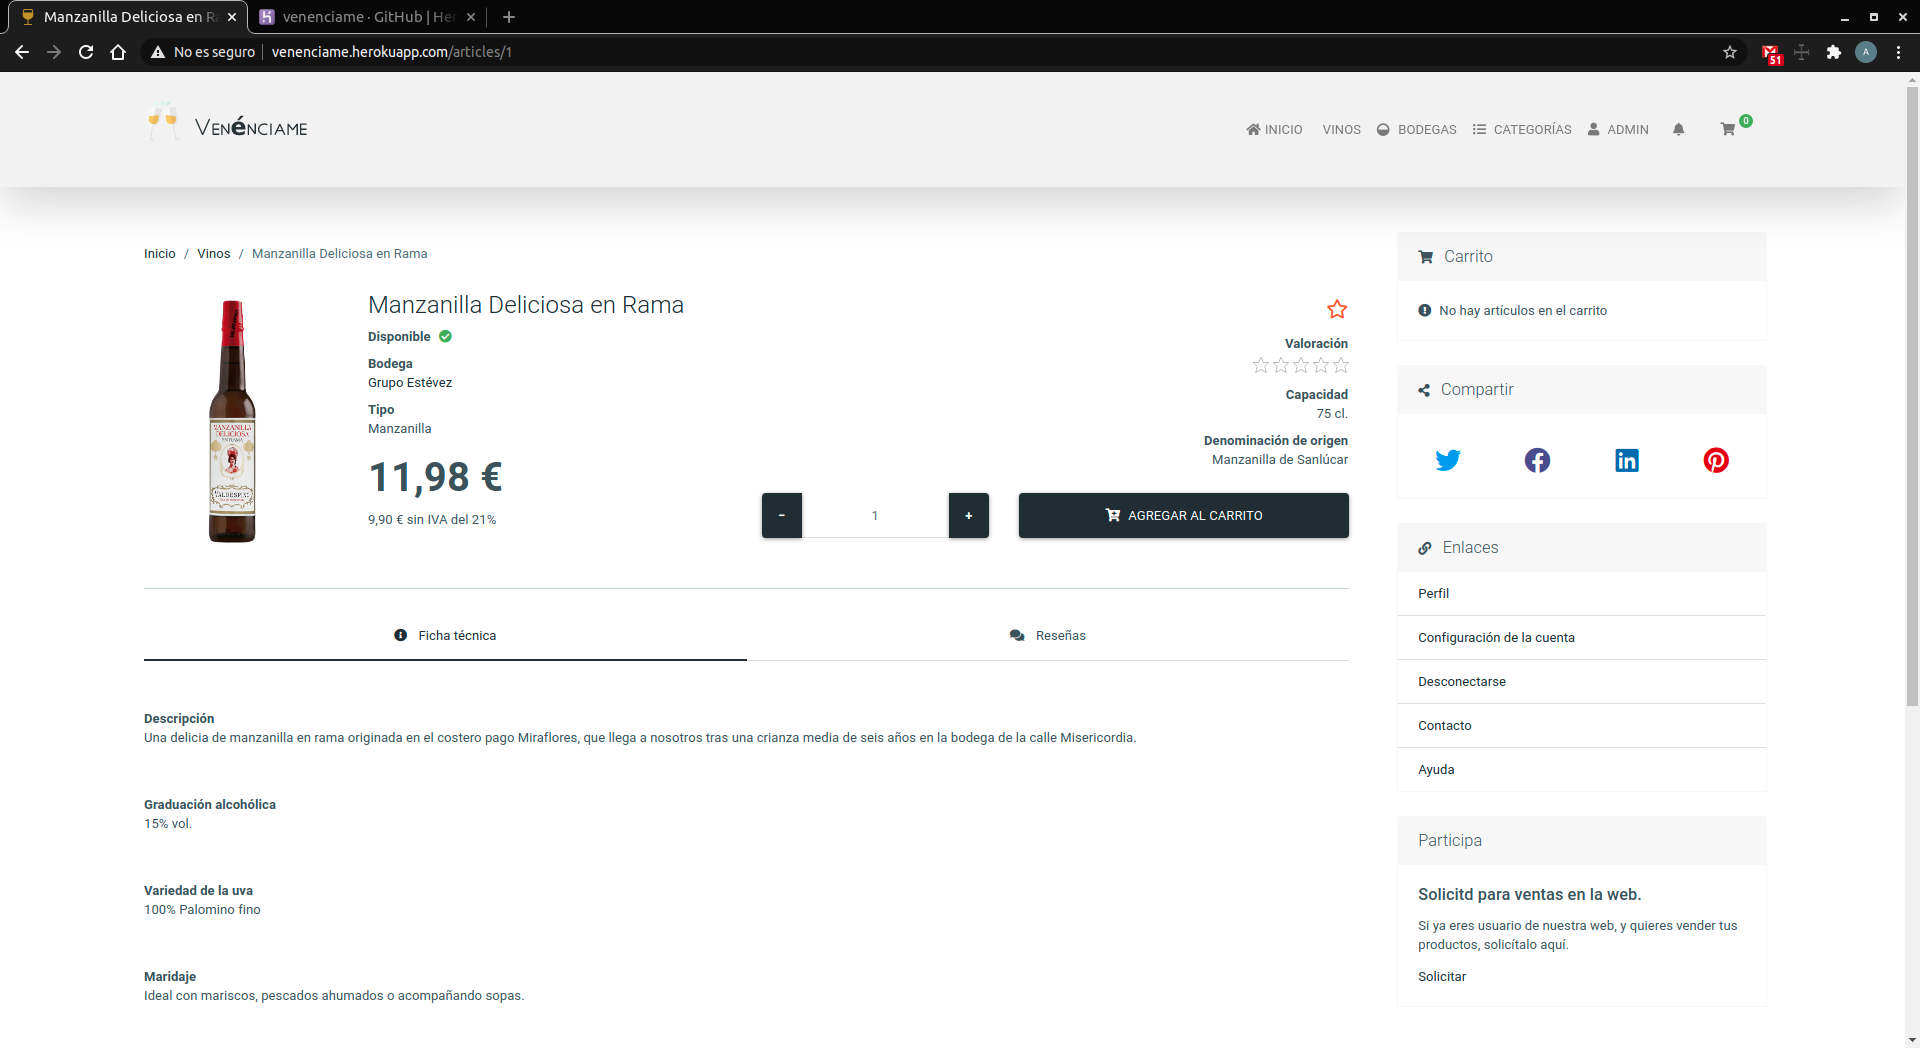 Manzanilla Deliciosa en R
venenciame · GitHub | He
No es seguro
venenciame.herokuapp.com/articles/1
51
A
Venénciame
INICIO
VINOS
BODEGAS
CATEGORÍAS
ADMIN
0
Inicio / Vinos / Manzanilla Deliciosa en Rama
Manzanilla Deliciosa en Rama
Disponible
Bodega
Grupo Estévez
Tipo
Manzanilla
11,98 €
9,90 € sin IVA del 21%
MANZANILLA
DELICIOSA
EN RAMA
VALDESPINO
Valoración
Capacidad
75 cl.
Denominación de origen
Manzanilla de Sanlúcar
-
1
+
AGREGAR AL CARRITO
Ficha técnica
Reseñas
Descripción
Una delicia de manzanilla en rama originada en el costero pago Miraflores, que llega a nosotros tras una crianza media de seis años en la bodega de la calle Misericordia.
Graduación alcohólica
15% vol.
Variedad de la uva
100% Palomino fino
Maridaje
Ideal con mariscos, pescados ahumados o acompañando sopas.
Carrito
No hay artículos en el carrito
Compartir
Enlaces
Perfil
Configuración de la cuenta
Desconectarse
Contacto
Ayuda
Participa
Solicitd para ventas en la web.
Si ya eres usuario de nuestra web, y quieres vender tus
productos, solicítalo aquí.
Solicitar